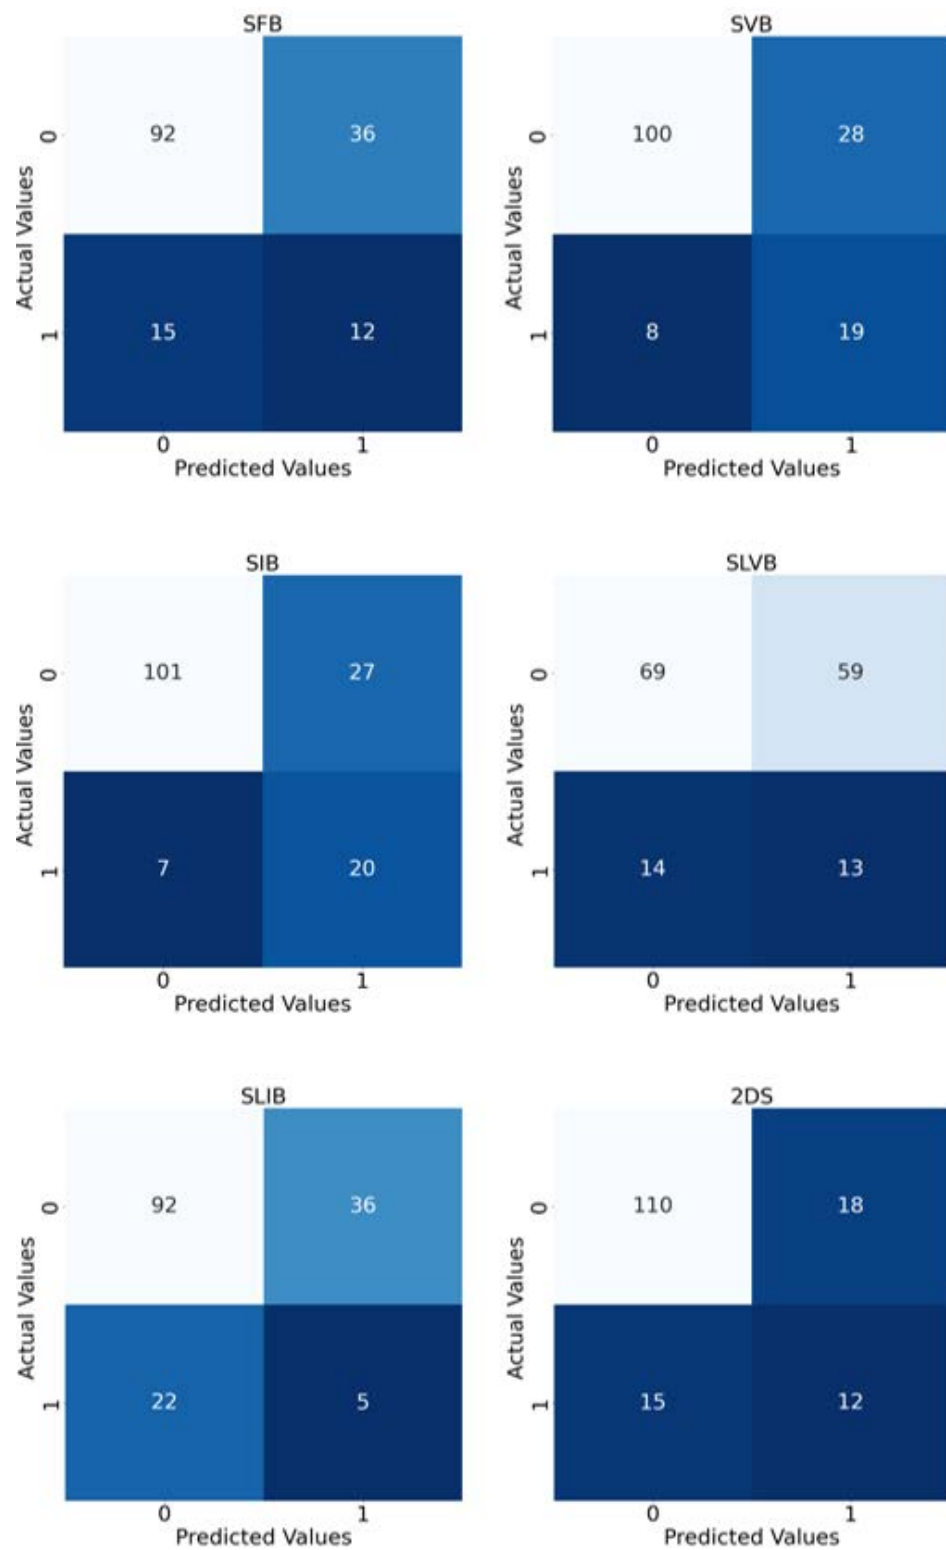 SFB
0
92
36
Actual Values
1
15
12
0
1
Predicted Values
SVB
0
100
28
Actual Values
1
8
19
0
1
Predicted Values
SIB
0
101
27
Actual Values
1
7
20
0
1
Predicted Values
SLVB
0
69
59
Actual Values
1
14
13
0
1
Predicted Values
SLIB
0
92
36
Actual Values
1
22
5
0
1
Predicted Values
2DS
0
110
18
Actual Values
1
15
12
0
1
Predicted Values